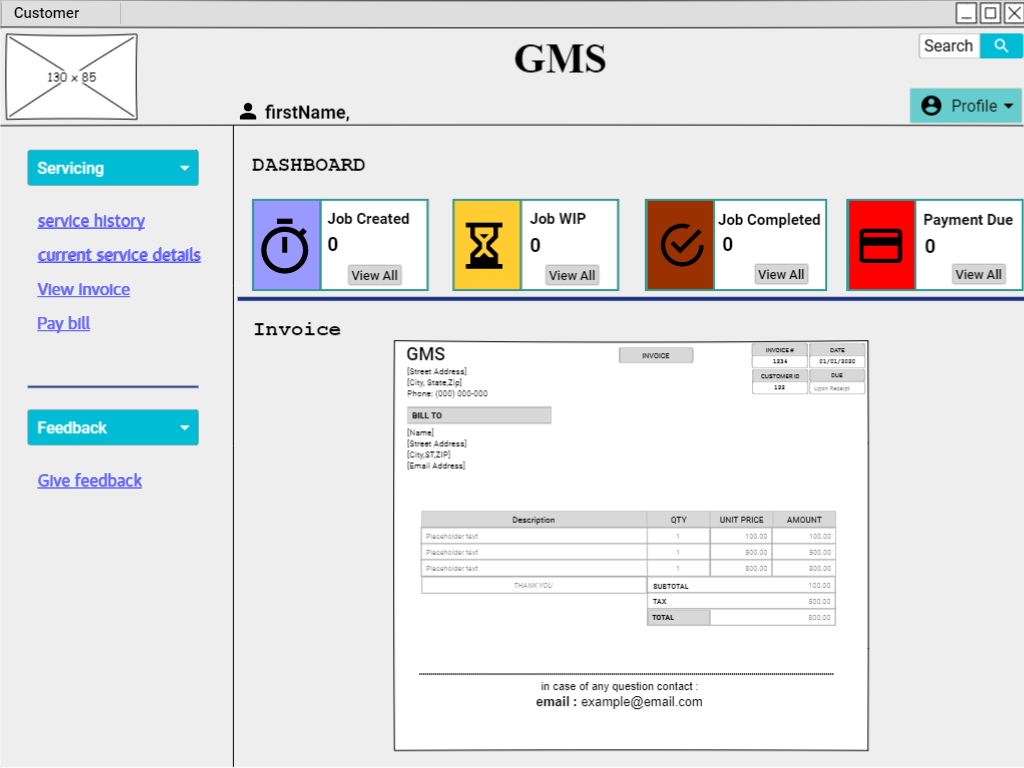 Customer
130 x 85
GMS
Search
firstName,
Profile
Servicing
service history
current service details
View Invoice
Pay bill
Feedback
Give feedback
DASHBOARD
Job Created
0
View All
Job WIP
0
View All
Job Completed
0
View All
Payment Due
0
View All
Invoice
GMS
INVOICE
INVOICE # DATE
1234 01/01/2020
CUSTOMER ID DUE
123 Upon Receipt
[Street Address]
[City, State,Zip]
Phone: (000) 000-000
BILL TO
[Name]
[Street Address]
[City,ST,ZIP]
[Email Address]
Description QTY UNIT PRICE AMOUNT
Placeholder text 1 100.00 100.00
Placeholder text 1 500.00 500.00
Placeholder text 1 300.00 300.00
THANK YOU SUBTOTAL 100.00
TAX 500.00
TOTAL 800.00
in case of any question contact :
email : example@email.com